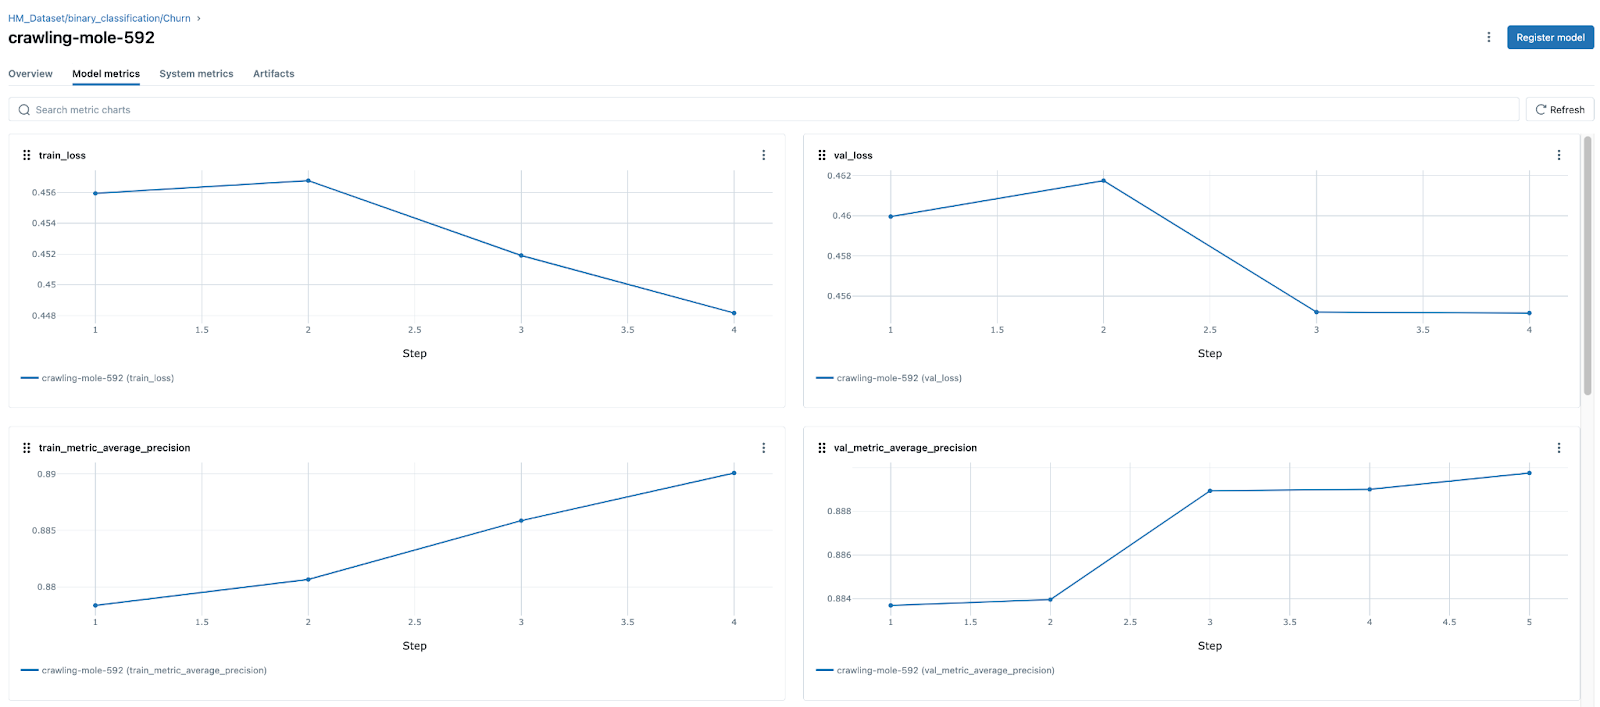 HM_Dataset/binary_classification/Churn ›
crawling-mole-592
Register model
Overview Model metrics System metrics Artifacts
Search metric charts
Refresh
train_loss
0.456
0.454
0.452
0.45
0.448
1 1.5 2 2.5 3 3.5 4
Step
crawling-mole-592 (train_loss)
val_loss
0.462
0.46
0.458
0.456
1 1.5 2 2.5 3 3.5 4
Step
crawling-mole-592 (val_loss)
train_metric_average_precision
0.89
0.885
0.88
1 1.5 2 2.5 3 3.5 4
Step
crawling-mole-592 (train_metric_average_precision)
val_metric_average_precision
0.888
0.886
0.884
1 1.5 2 2.5 3 3.5 4 4.5 5
Step
crawling-mole-592 (val_metric_average_precision)